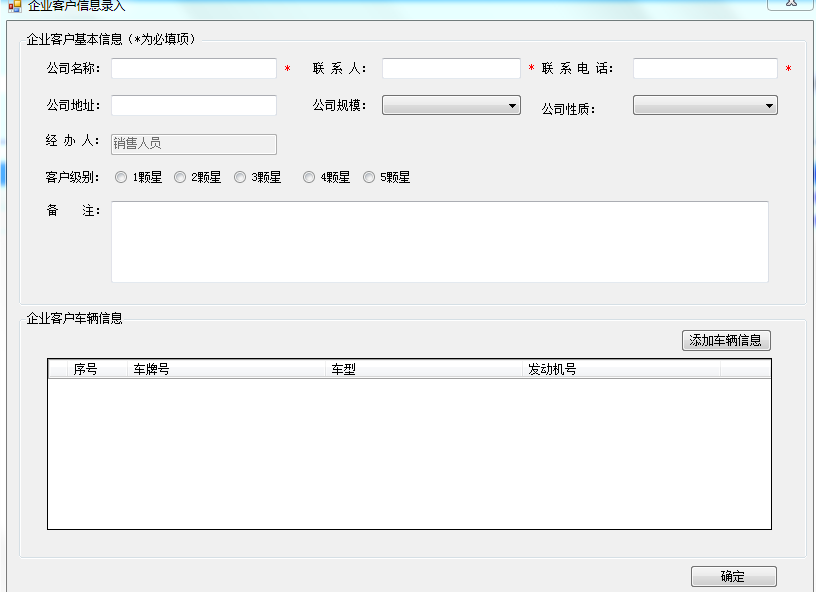 企业客户信息录入
企业客户基本信息（*为必填项）
公司名称： * 联 系 人： * 联 系 电 话： *
公司地址： 公司规模： 公司性质：
经 办 人： 销售人员
客户级别： 1颗星 2颗星 3颗星 4颗星 5颗星
备 注：
企业客户车辆信息
添加车辆信息
序号 车牌号 车型 发动机号
确定